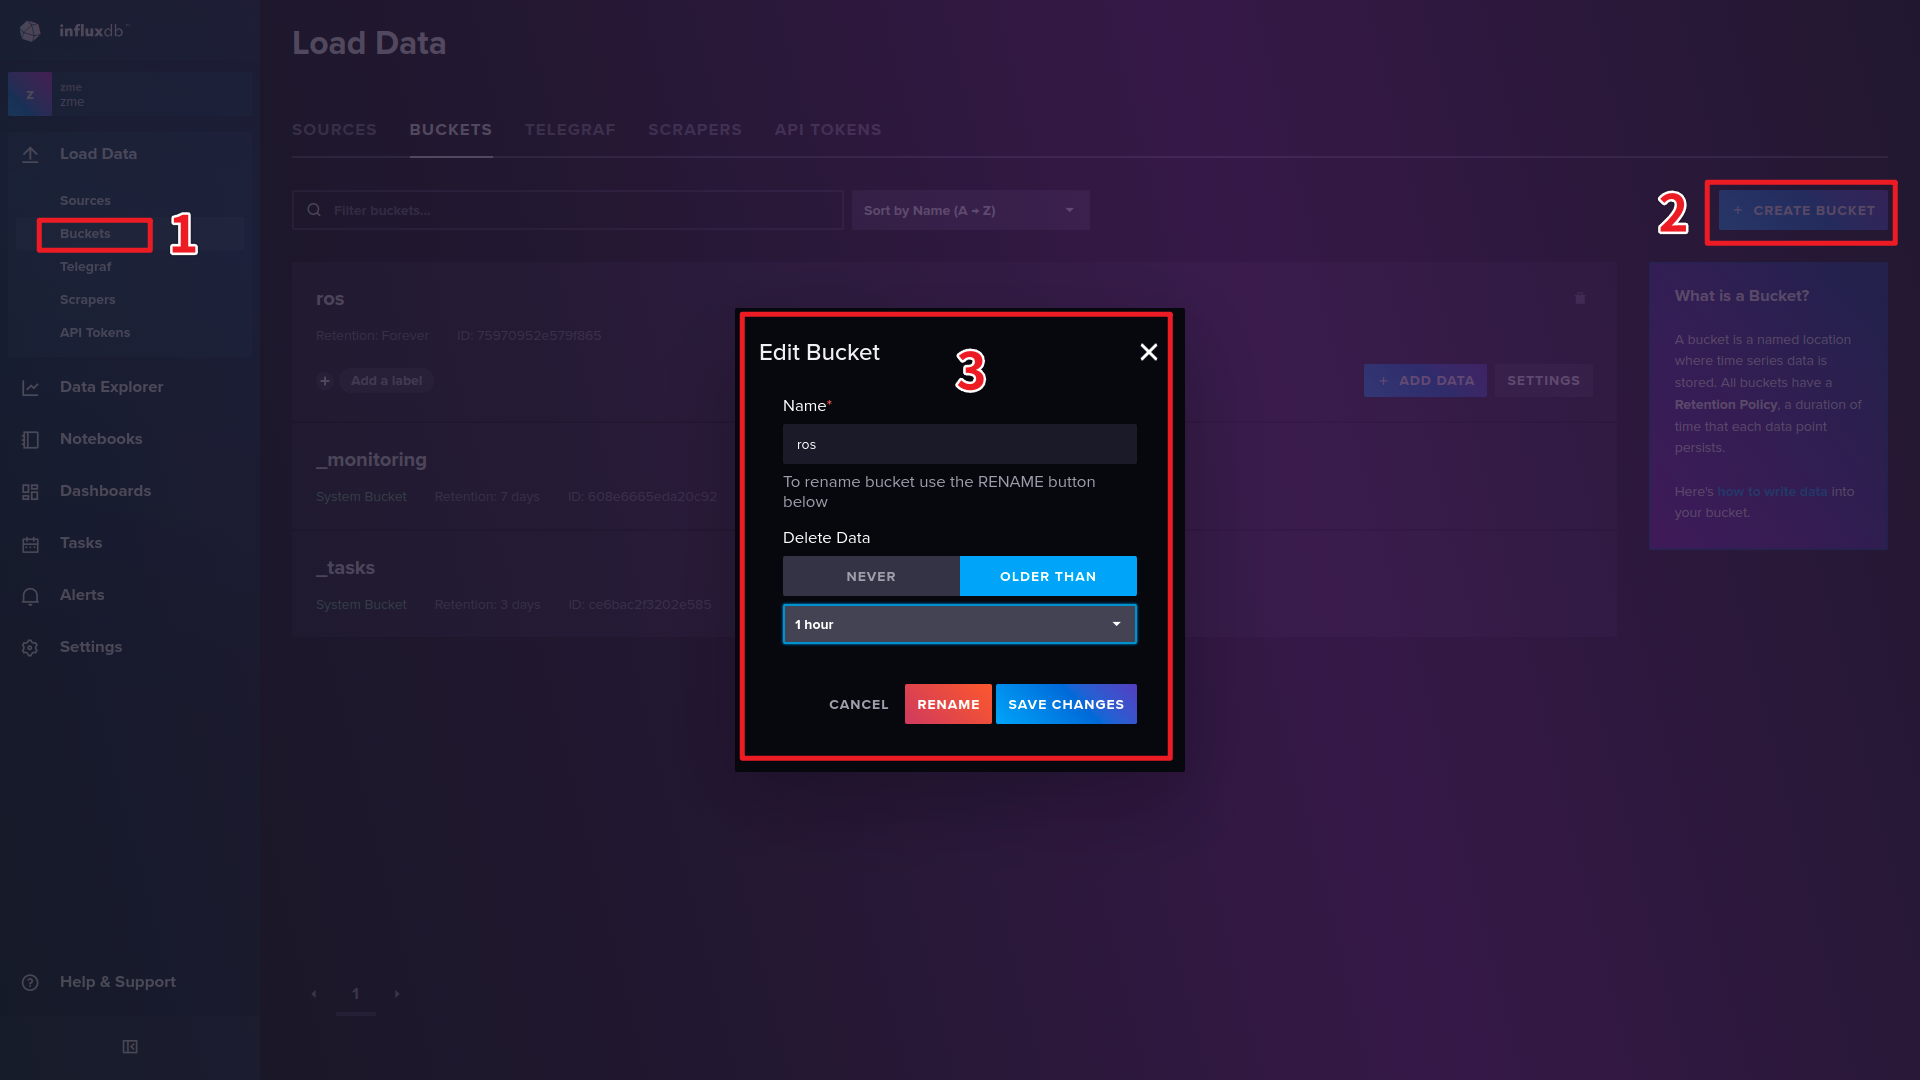 influxdb™
z
zme
zme
Load Data
Sources
Buckets
1
Telegraf
Scrapers
API Tokens
Data Explorer
Notebooks
Dashboards
Tasks
Alerts
Settings
Help & Support
Load Data
SOURCES BUCKETS TELEGRAF SCRAPERS API TOKENS
Filter buckets...
Sort by Name (A → Z)
2
+ CREATE BUCKET
ros
Retention: Forever ID: 75970952e579f865
+ Add a label
+ ADD DATA SETTINGS
_monitoring
System Bucket Retention: 7 days ID: 608e6665eda20c92
_tasks
System Bucket Retention: 3 days ID: ce6bac2f3202e585
1
What is a Bucket?
A bucket is a named location
where time series data is
stored. All buckets have a
Retention Policy, a duration of
time that each data point
persists.
Here's how to write data into
your bucket.
Edit Bucket
3
Name*
ros
To rename bucket use the RENAME button
below
Delete Data
NEVER OLDER THAN
1 hour
CANCEL RENAME SAVE CHANGES